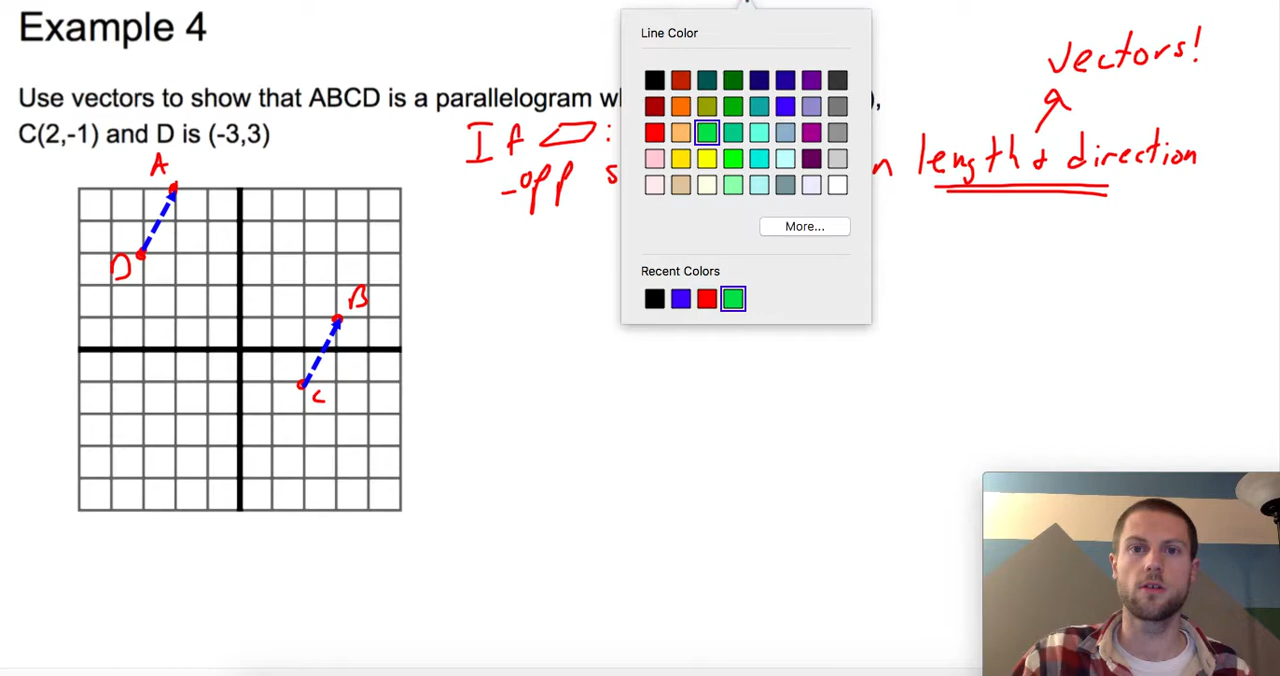 Example 4
Line Color
vectors!
Use vectors to show that ABCD is a parallelogram w
),
C(2,-1) and D is (-3,3)
If :
n length & direction
-opp s
A
D
B
C
More...
Recent Colors